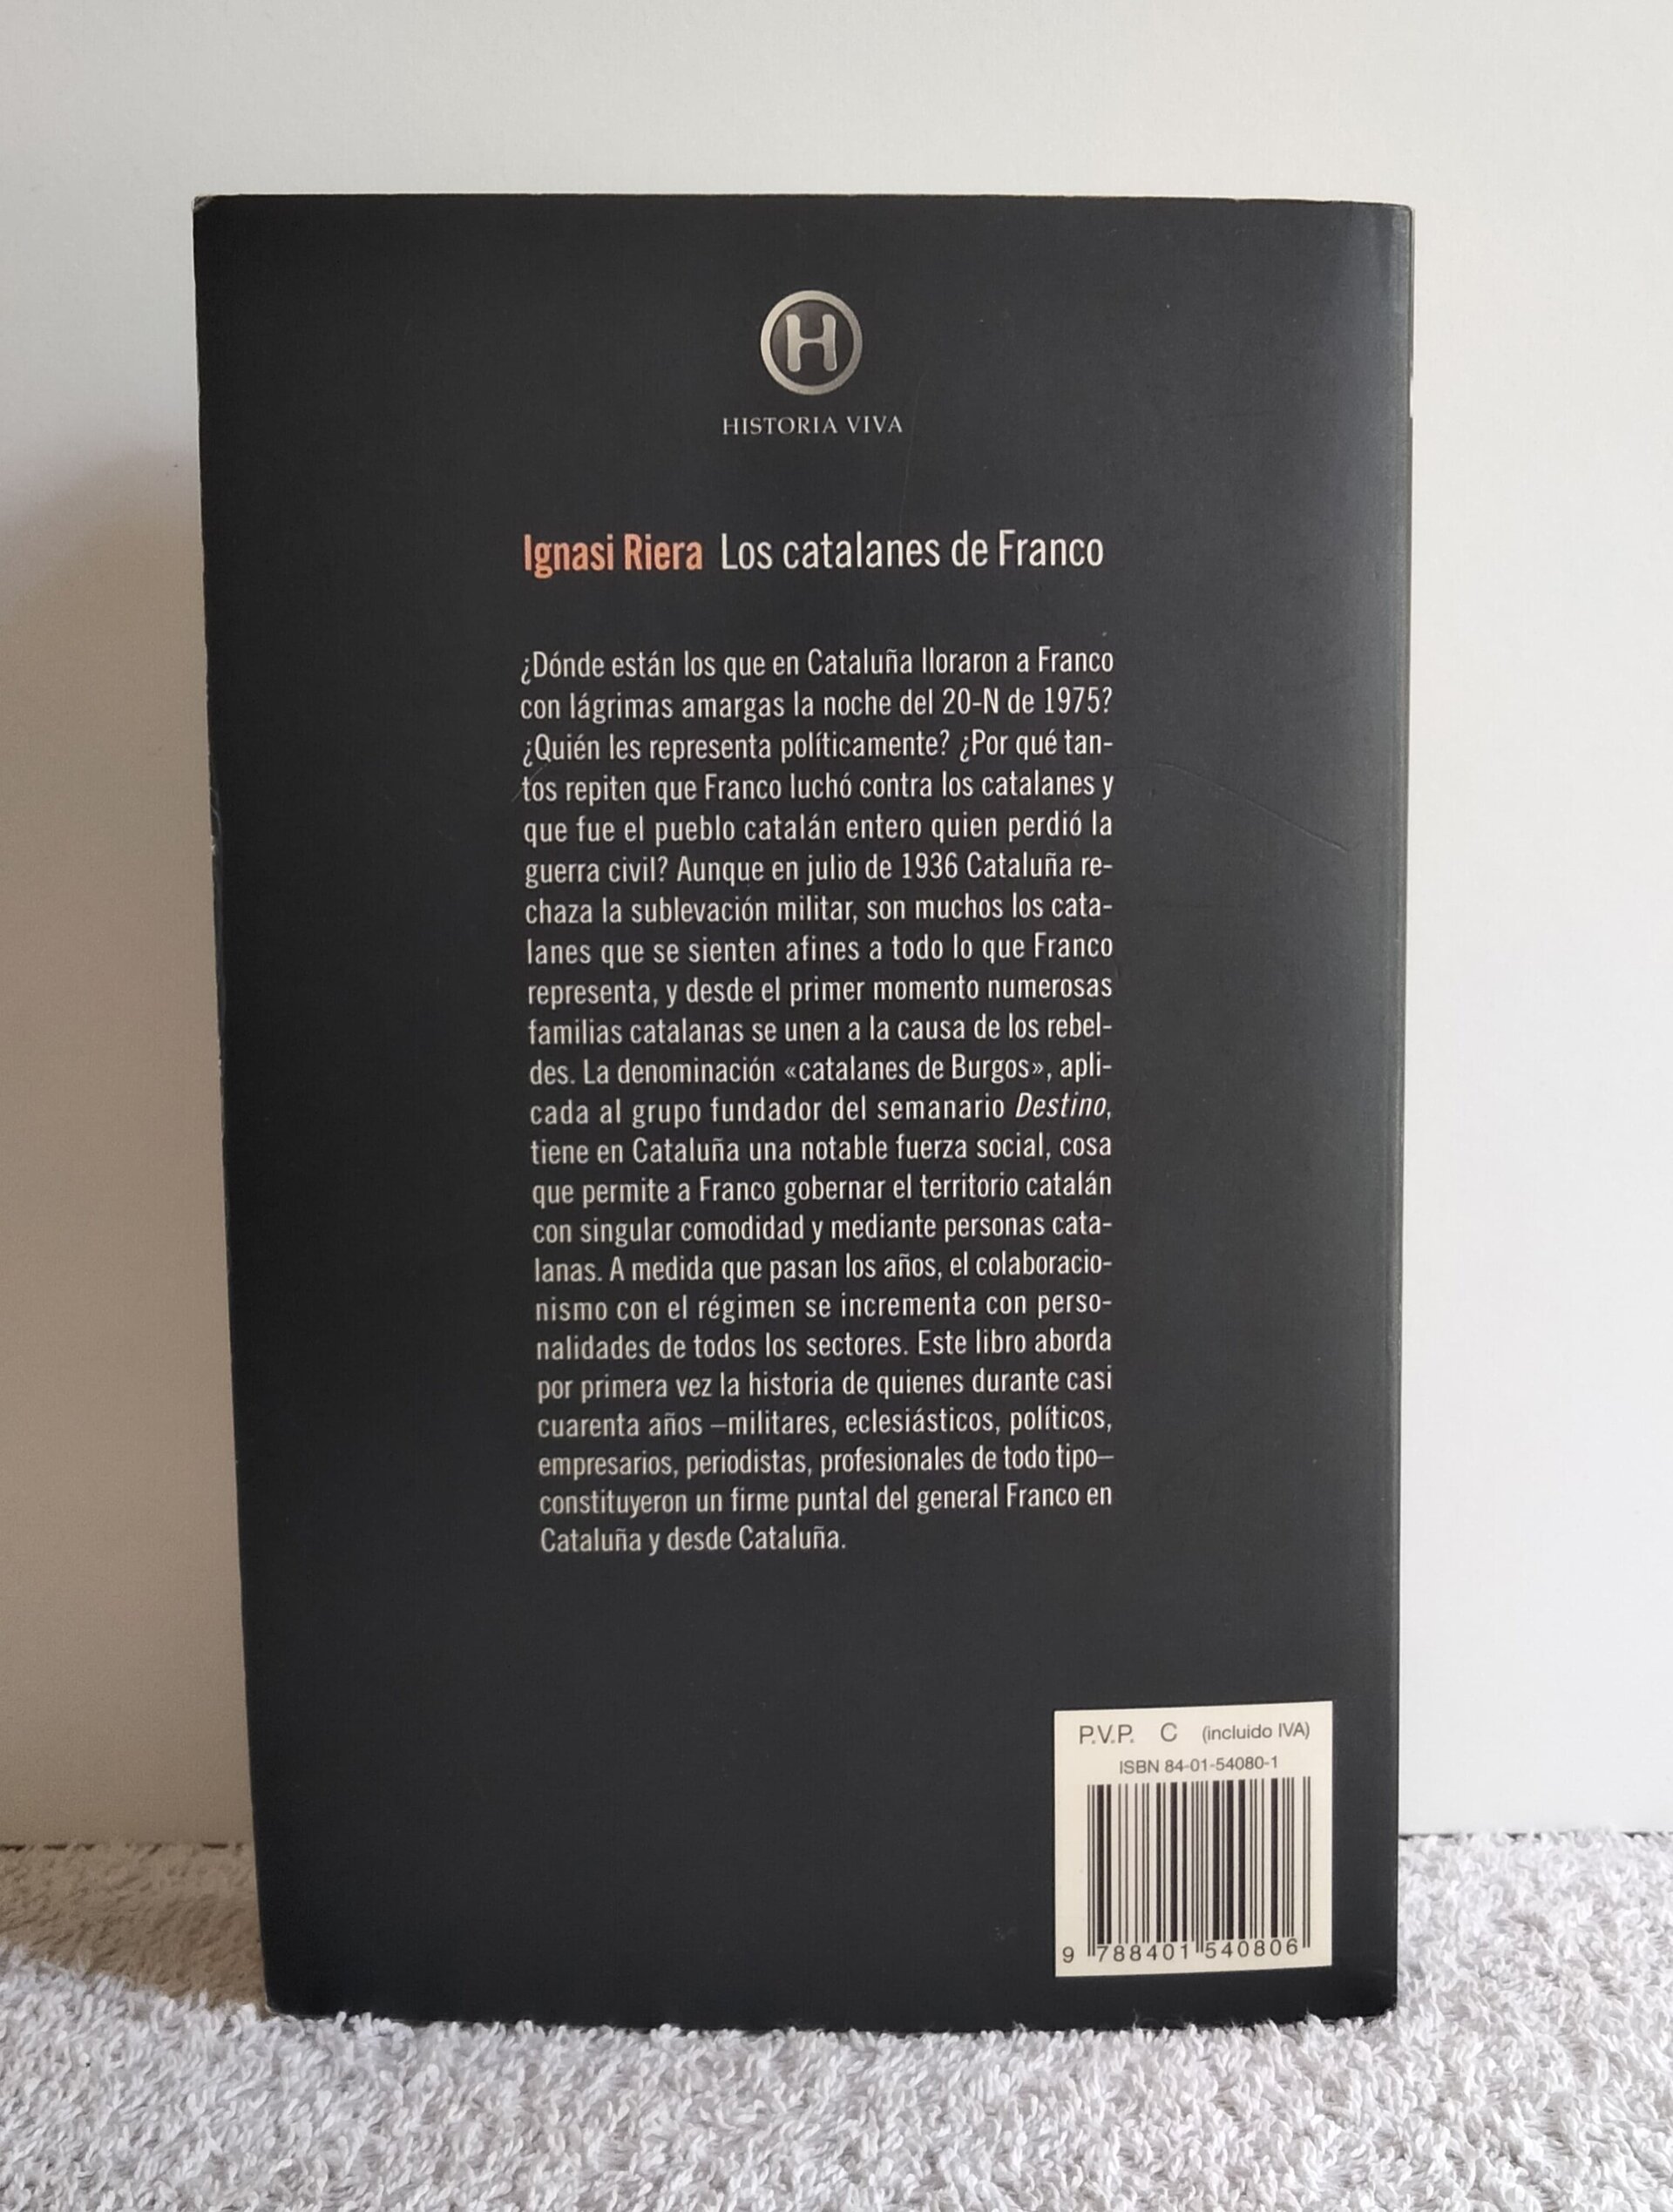 H
HISTORIA VIVA
Ignasi Riera Los catalanes de Franco
¿Dónde están los que en Cataluña lloraron a Franco
con lágrimas amargas la noche del 20-N de 1975?
¿Quién les representa políticamente? ¿Por qué tan-
tos repiten que Franco luchó contra los catalanes y
que fue el pueblo catalán entero quien perdió la
guerra civil? Aunque en julio de 1936 Cataluña re-
chaza la sublevación militar, son muchos los cata-
lanes que se sienten afines a todo lo que Franco
representa, y desde el primer momento numerosas
familias catalanas se unen a la causa de los rebel-
des. La denominación «catalanes de Burgos», apli-
cada al grupo fundador del semanario Destino,
tiene en Cataluña una notable fuerza social, cosa
que permite a Franco gobernar el territorio catalán
con singular comodidad y mediante personas cata-
lanas. A medida que pasan los años, el colaboracio-
nismo con el régimen se incrementa con perso-
nalidades de todos los sectores. Este libro aborda
por primera vez la historia de quienes durante casi
cuarenta años –militares, eclesiásticos, políticos,
empresarios, periodistas, profesionales de todo tipo–
constituyeron un firme puntal del general Franco en
Cataluña y desde Cataluña.
P.V.P. C (incluido IVA)
ISBN 84-01-54080-1
9 788401 540806